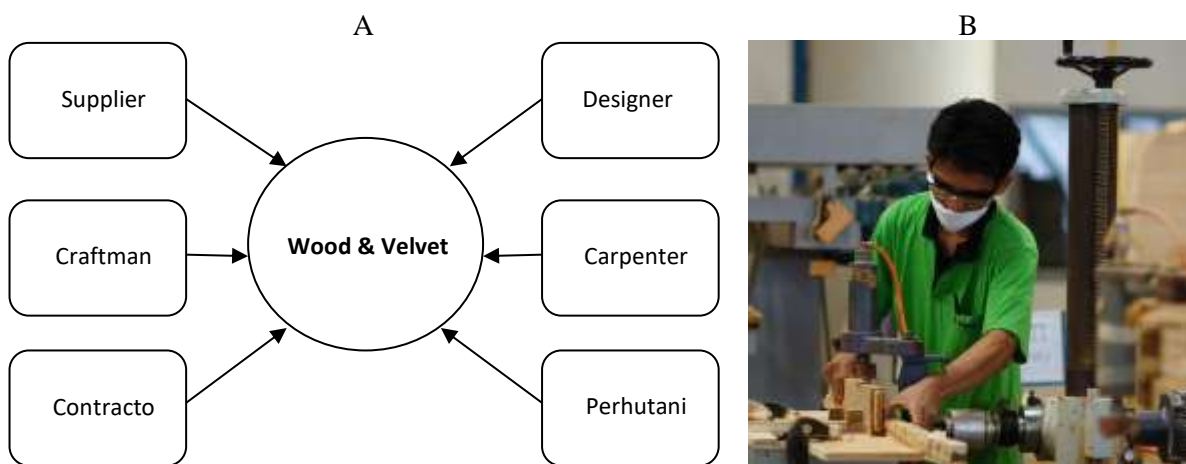 A
B
Supplier
Designer
Craftman
Wood & Velvet
Carpenter
Contracto
Perhutani